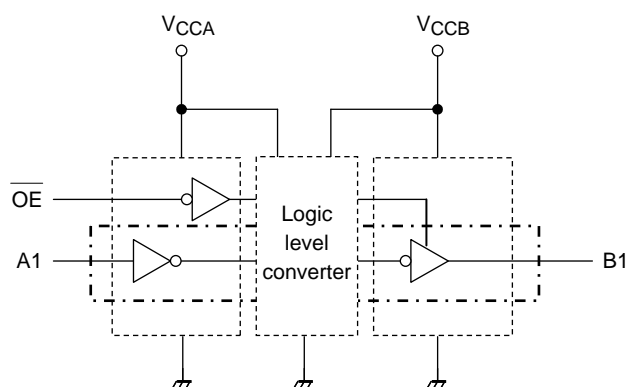 VCCA
VCCB
OE
Logic
level
converter
A1
B1